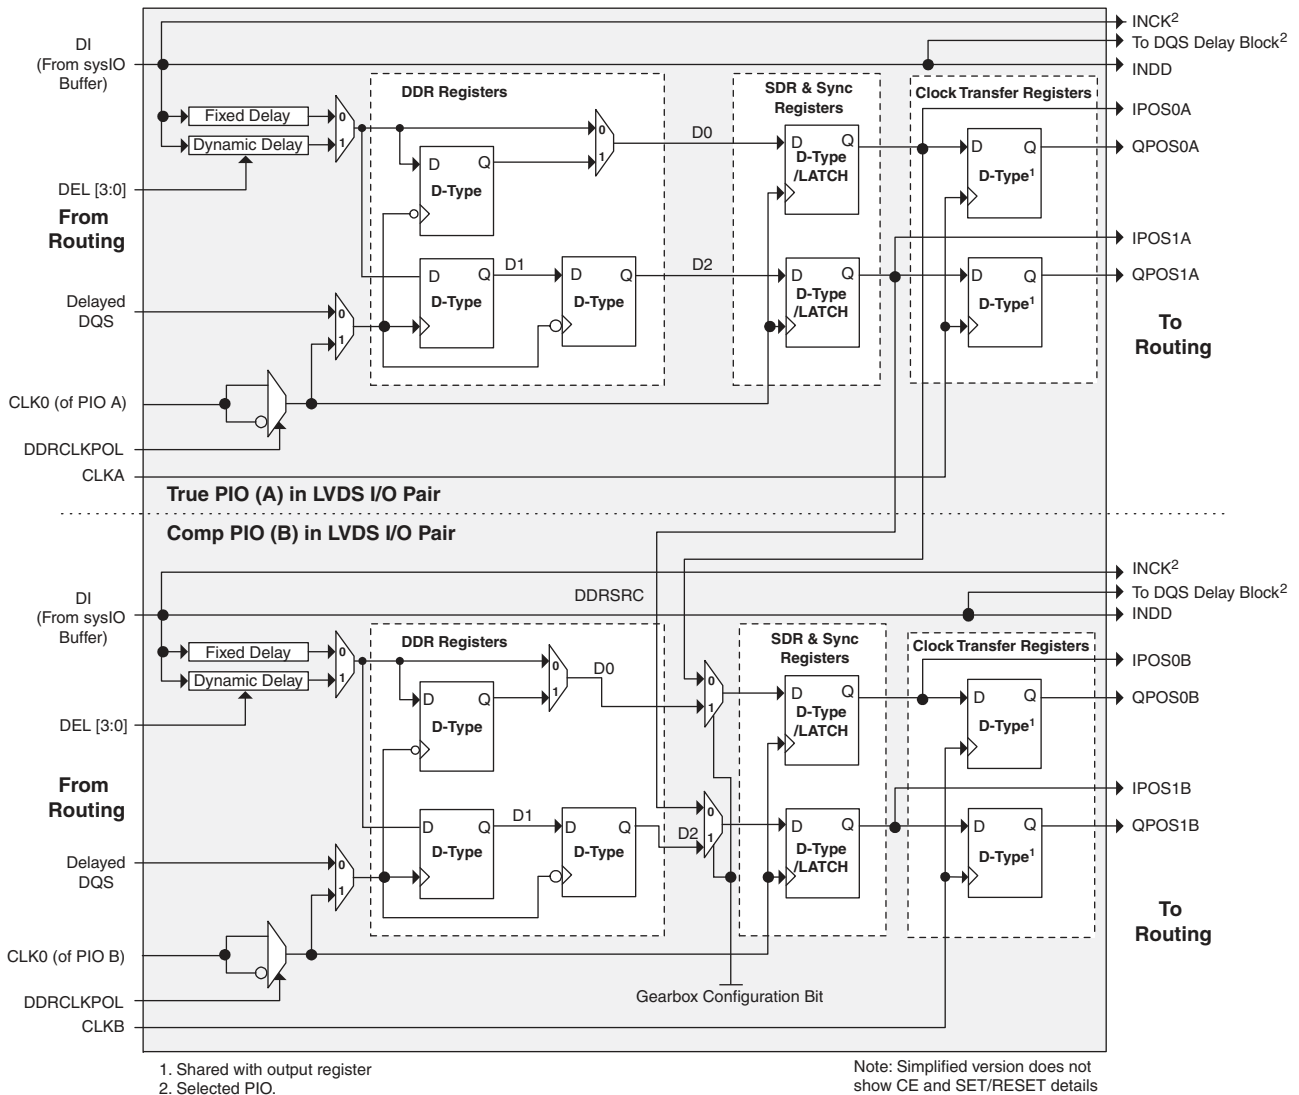 INCK2
DI
(From sysIO
Buffer)
To DQS Delay Block2
INDD
DDR Registers
SDR & Sync
Registers
Clock Transfer Registers
Fixed Delay
0
Dynamic Delay
1
0
1
D0
D Q
D-Type
D Q
D-Type
/LATCH
D Q
D-Type1
IPOS0A
QPOS0A
DEL [3:0]
From
Routing
IPOS1A
D Q
D-Type
D1
D Q
D-Type
D2
D Q
D-Type
/LATCH
D Q
D-Type1
QPOS1A
Delayed
DQS
0
1
To
Routing
CLK0 (of PIO A)
DDRCLKPOL
CLKA
True PIO (A) in LVDS I/O Pair
Comp PIO (B) in LVDS I/O Pair
INCK2
DI
(From sysIO
Buffer)
DDRSRC
To DQS Delay Block2
INDD
DDR Registers
SDR & Sync
Registers
Clock Transfer Registers
Fixed Delay
0
Dynamic Delay
1
0
1
D0
0
1
D Q
D-Type
D Q
D-Type
/LATCH
D Q
D-Type1
IPOS0B
QPOS0B
DEL [3:0]
From
Routing
IPOS1B
D Q
D-Type
D1
D Q
D-Type
D2
0
1
D Q
D-Type
/LATCH
D Q
D-Type1
QPOS1B
Delayed
DQS
0
1
To
Routing
CLK0 (of PIO B)
DDRCLKPOL
Gearbox Configuration Bit
CLKB
1. Shared with output register
2. Selected PIO.
Note: Simplified version does not
show CE and SET/RESET details